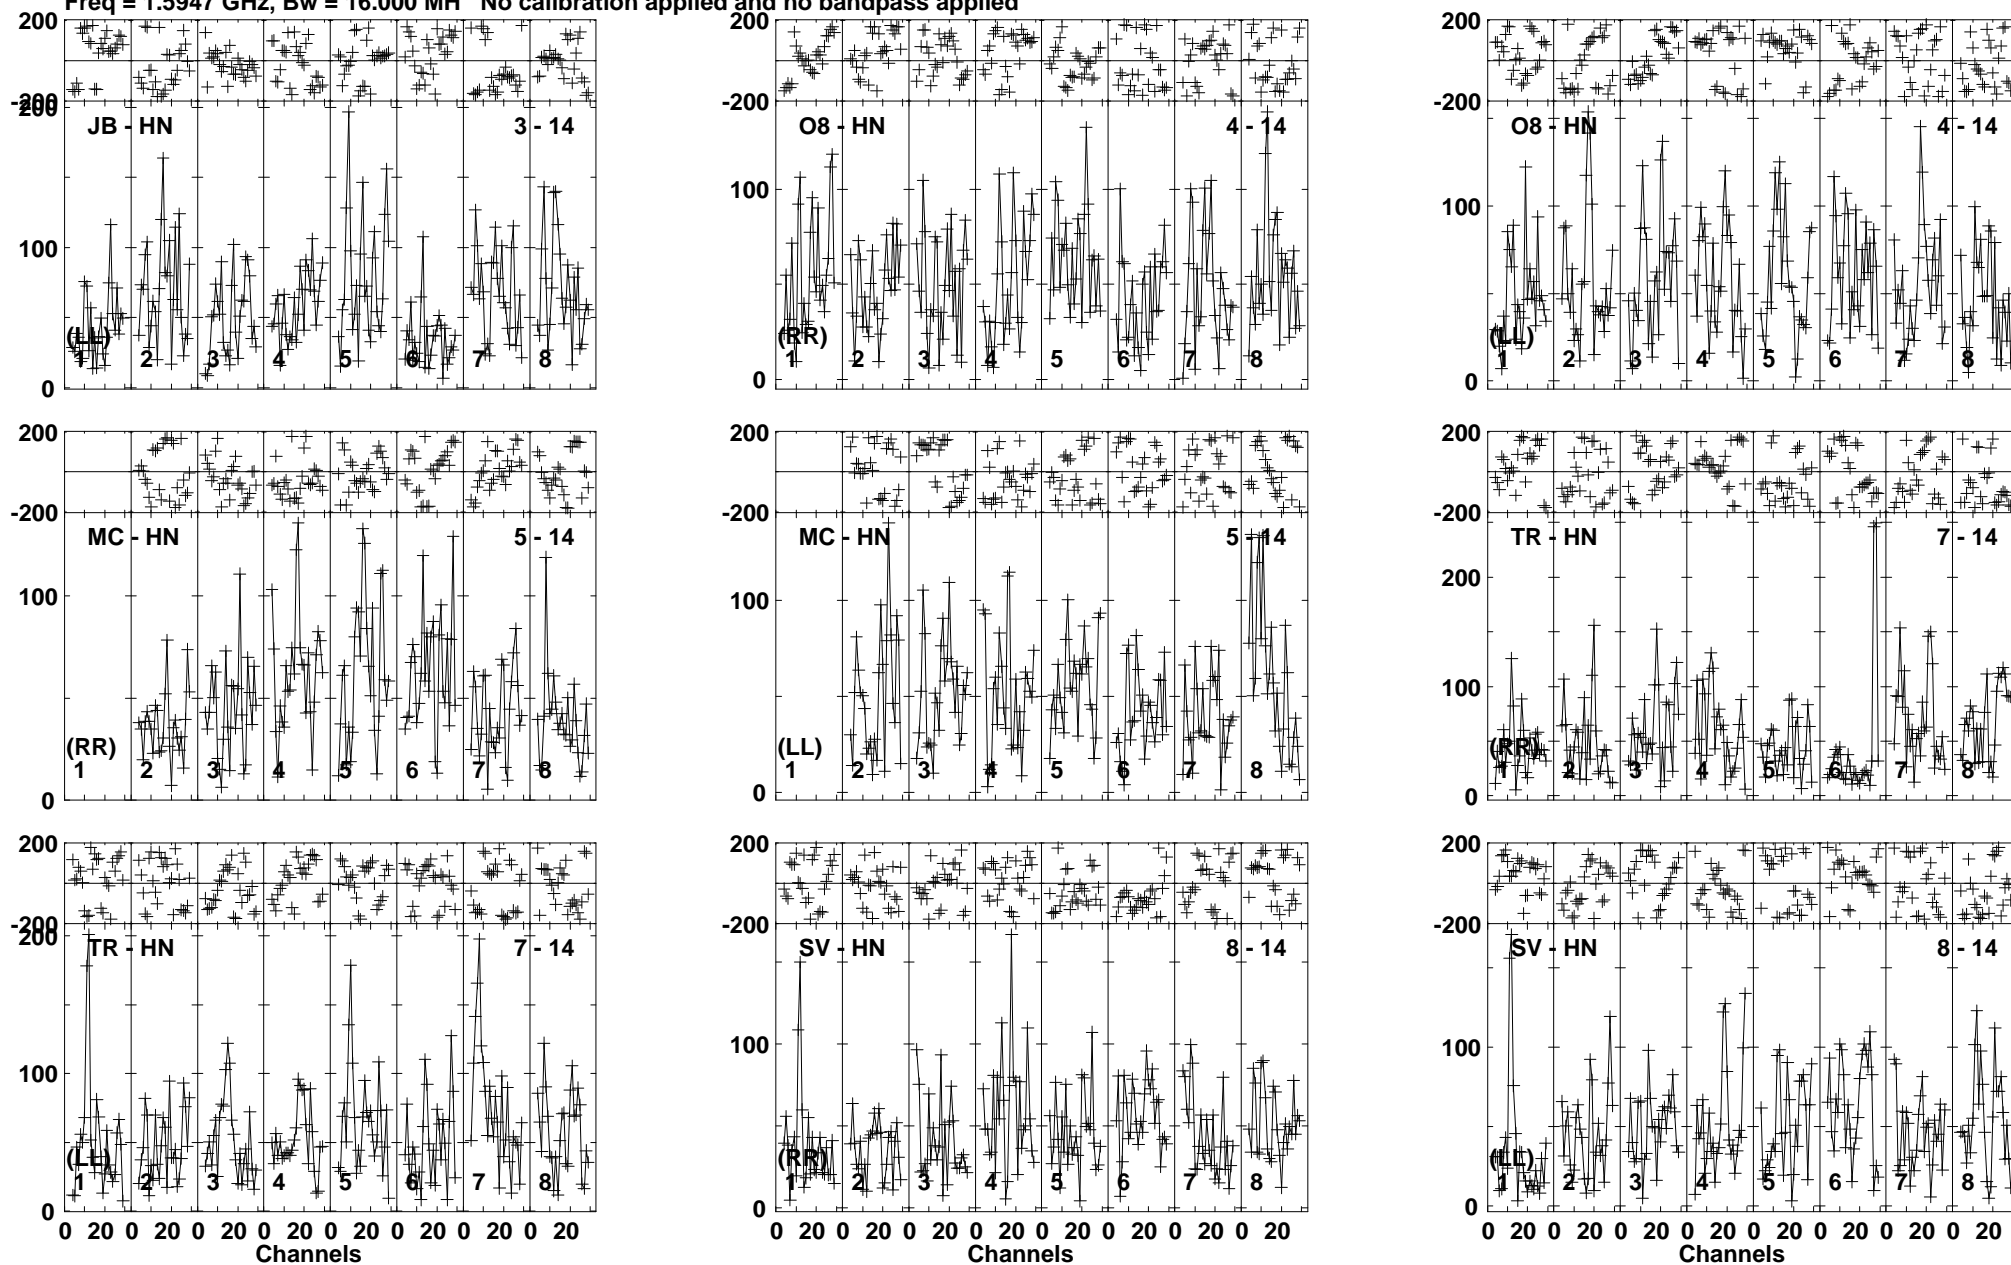 Freq = 1.5947 GHz, Bw = 16.000 MH No calibration applied and no bandpass applied
200 200 200
-200 -200 -200
200
JB - HN 3 - 14 O8 - HN 4 - 14 O8 - HN 4 - 14
100 100 100
(LL) (RR) (LL)
1 2 3 4 5 6 7 8 1 2 3 4 5 6 7 8 1 2 3 4 5 6 7 8
0 0 0
200 200 200
-200 -200 -200
MC - HN 5 - 14 MC - HN 5 - 14 TR - HN 7 - 14
200
100 100 100
(RR) (LL) (RR)
1 2 3 4 5 6 7 8 1 2 3 4 5 6 7 8 1 2 3 4 5 6 7 8
0 0 0
200 200 200
-200 -200 -200
200
TR - HN 7 - 14 SV - HN 8 - 14 SV - HN 8 - 14
100 100 100
(LL) (RR) (LL)
1 2 3 4 5 6 7 8 1 2 3 4 5 6 7 8 1 2 3 4 5 6 7 8
0 0 0
0 20 0 20 0 20 0 20 0 20 0 20 0 20 0 20 0 20 0 20 0 20 0 20 0 20 0 20 0 20 0 20 0 20 0 20 0 20 0 20 0 20 0 20 0 20 0 20
Channels Channels Channels